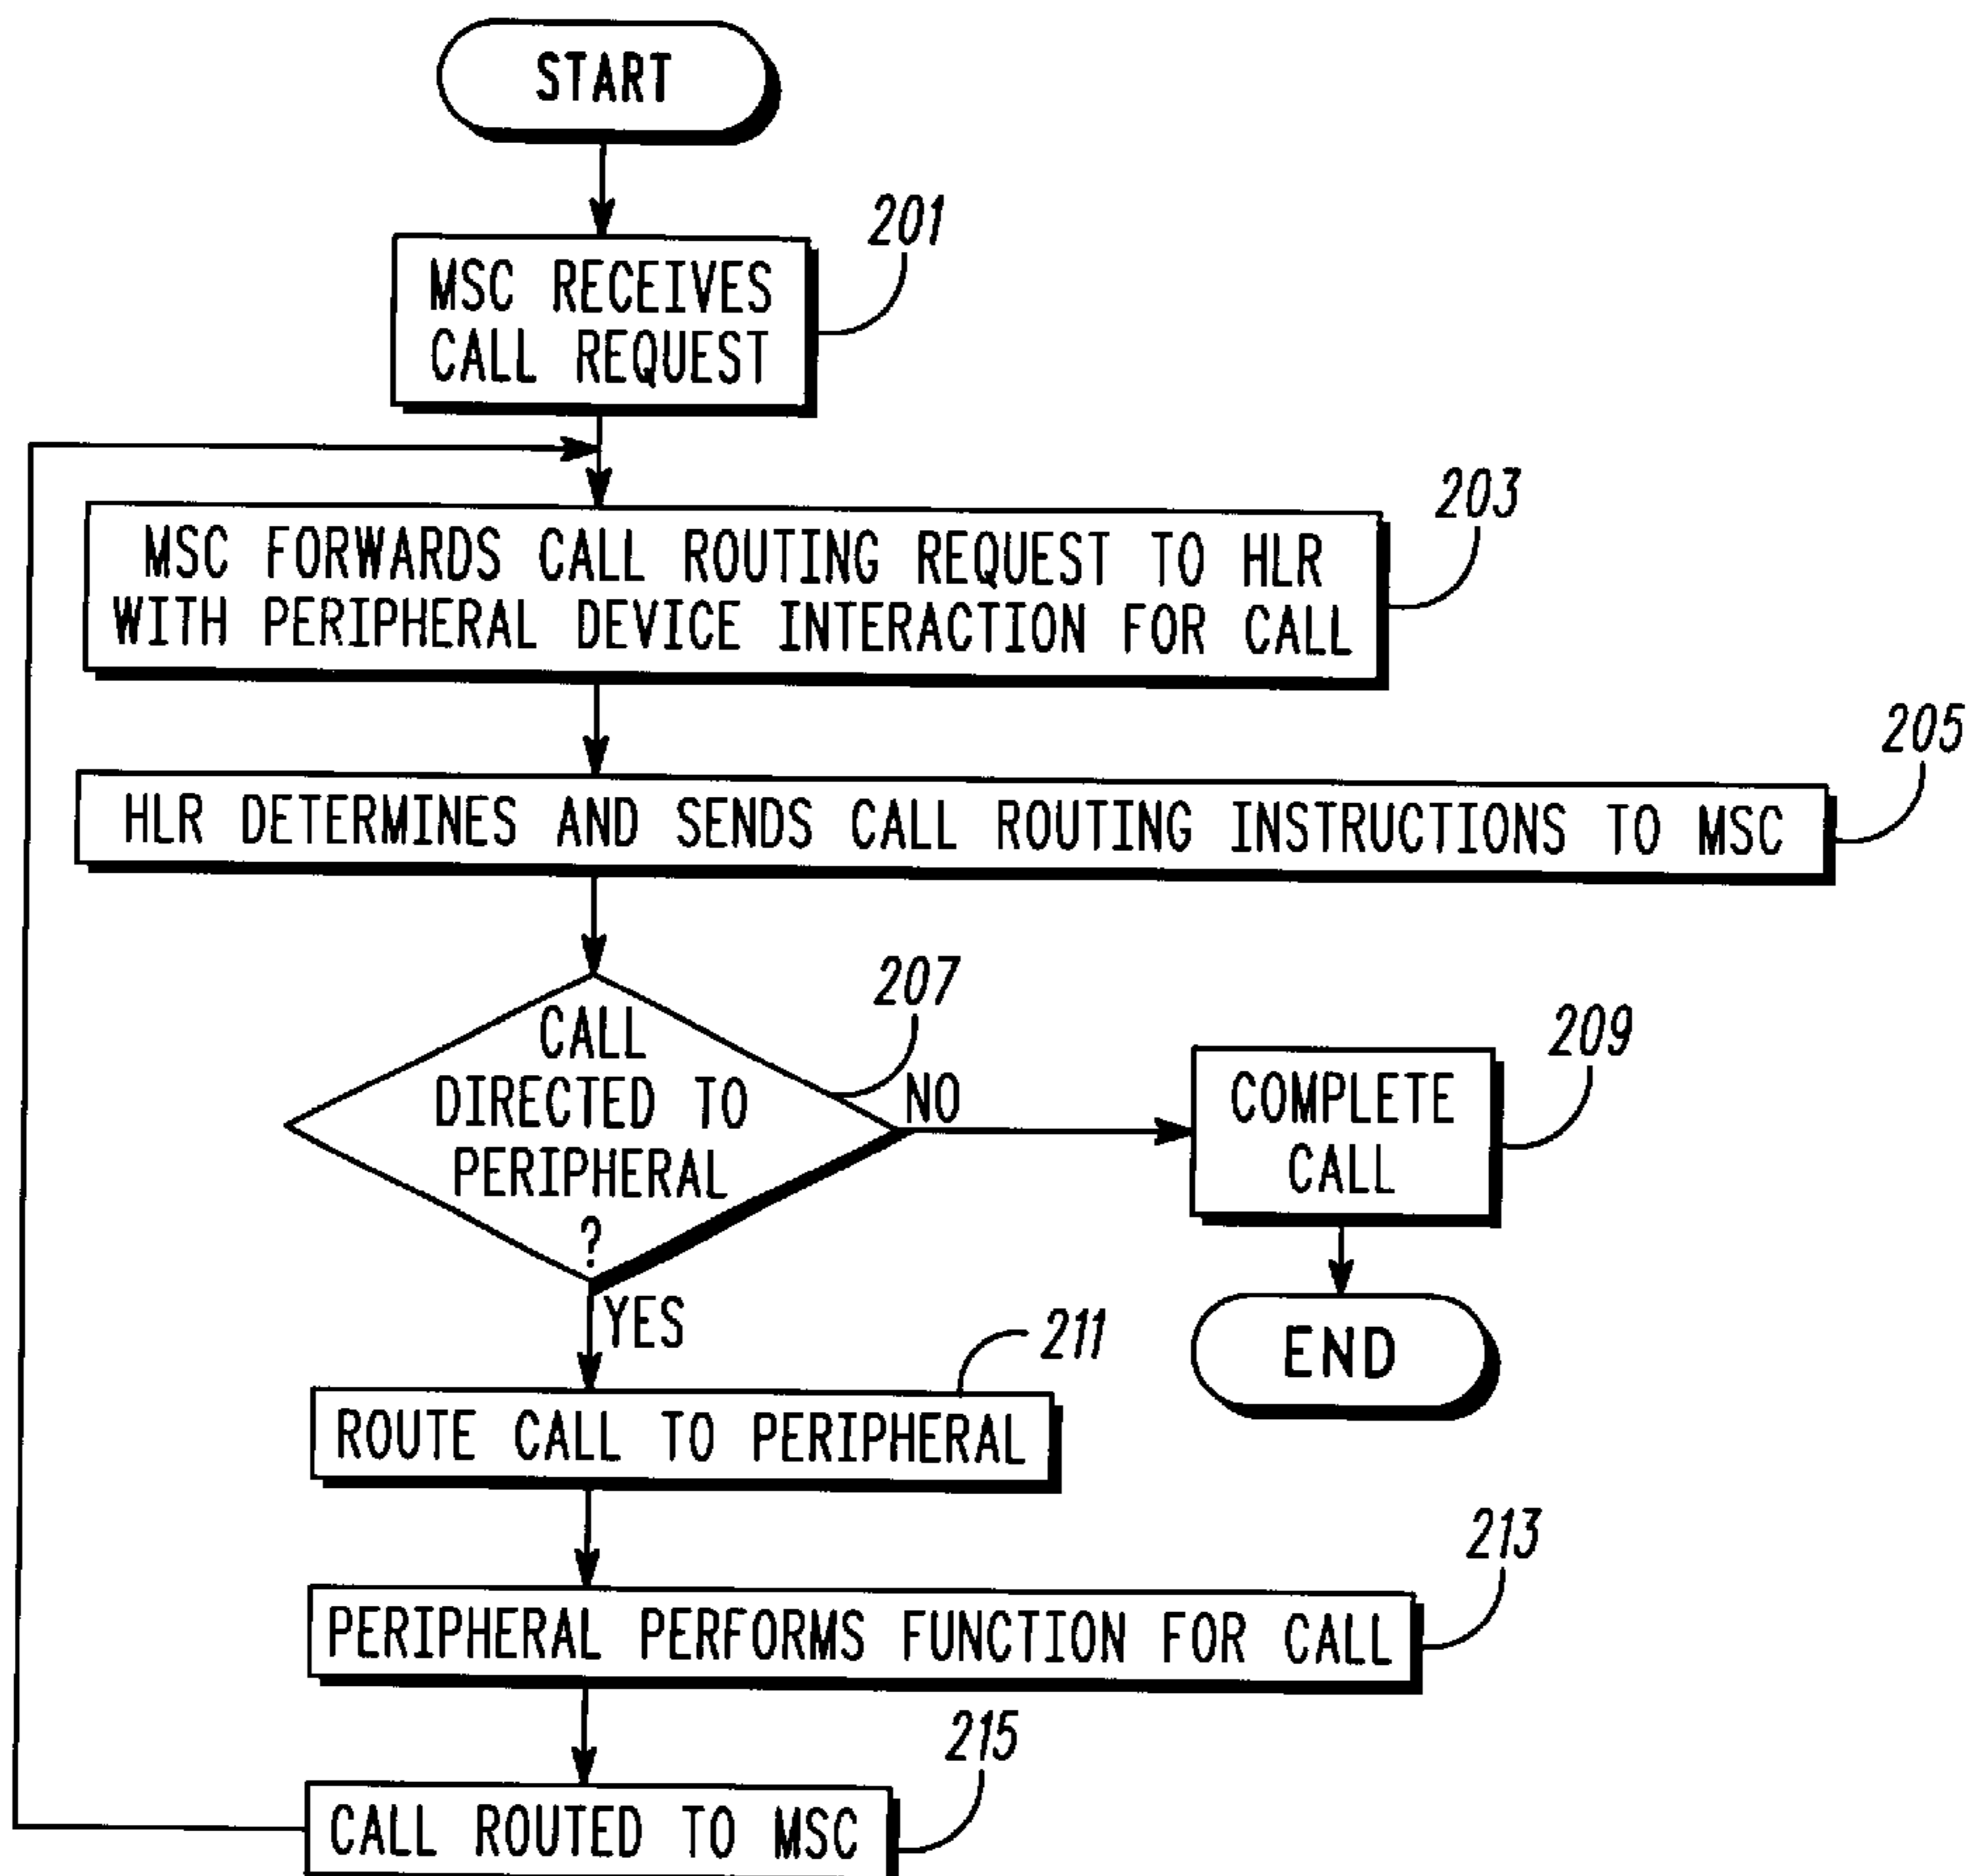 START
201
MSC RECEIVES
CALL REQUEST
203
MSC FORWARDS CALL ROUTING REQUEST TO HLR
WITH PERIPHERAL DEVICE INTERACTION FOR CALL
205
HLR DETERMINES AND SENDS CALL ROUTING INSTRUCTIONS TO MSC
207
CALL
DIRECTED TO
PERIPHERAL
?
NO
209
COMPLETE
CALL
END
YES
211
ROUTE CALL TO PERIPHERAL
213
PERIPHERAL PERFORMS FUNCTION FOR CALL
215
CALL ROUTED TO MSC